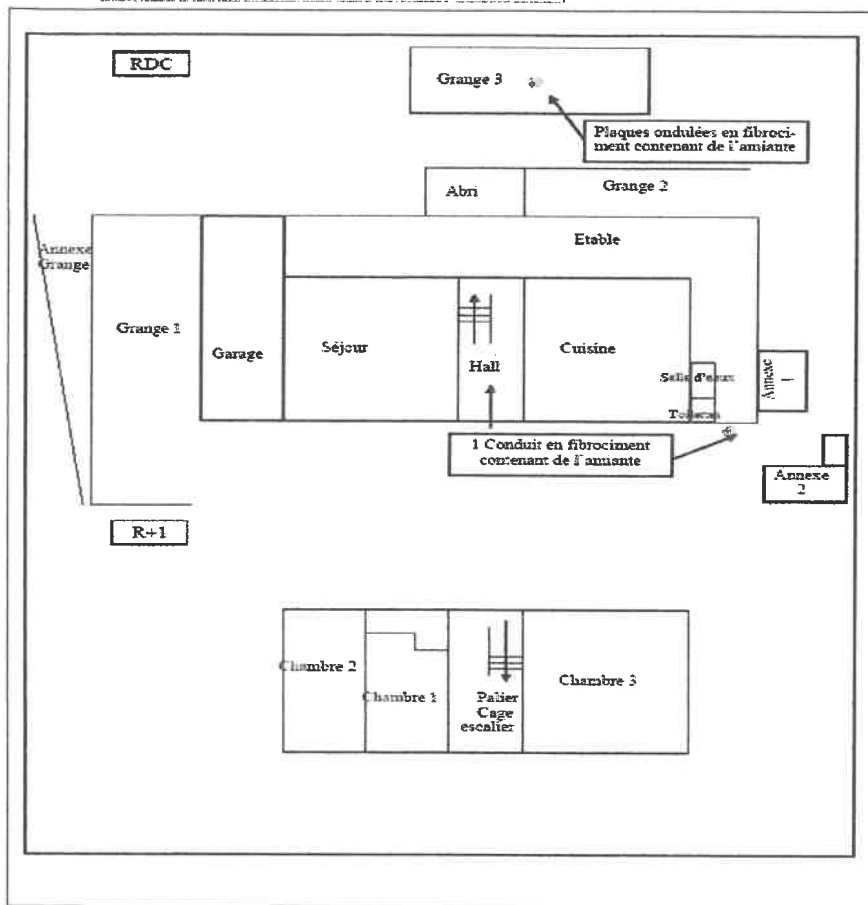 RDC
Grange 3
Plaques ondulées en fibroci-
ment contenant de l'amiante
Abri
Grange 2
Etable
Annexe
Grange
Grange 1
Garage
Séjour
Hall
Cuisine
Salle d'eaux
Toilettes
Annexe
1
1 Conduit en fibrociment
contenant de l'amiante
Annexe
2
R+1
Chambre 2
Chambre 1
Palier
Cage
escalier
Chambre 3